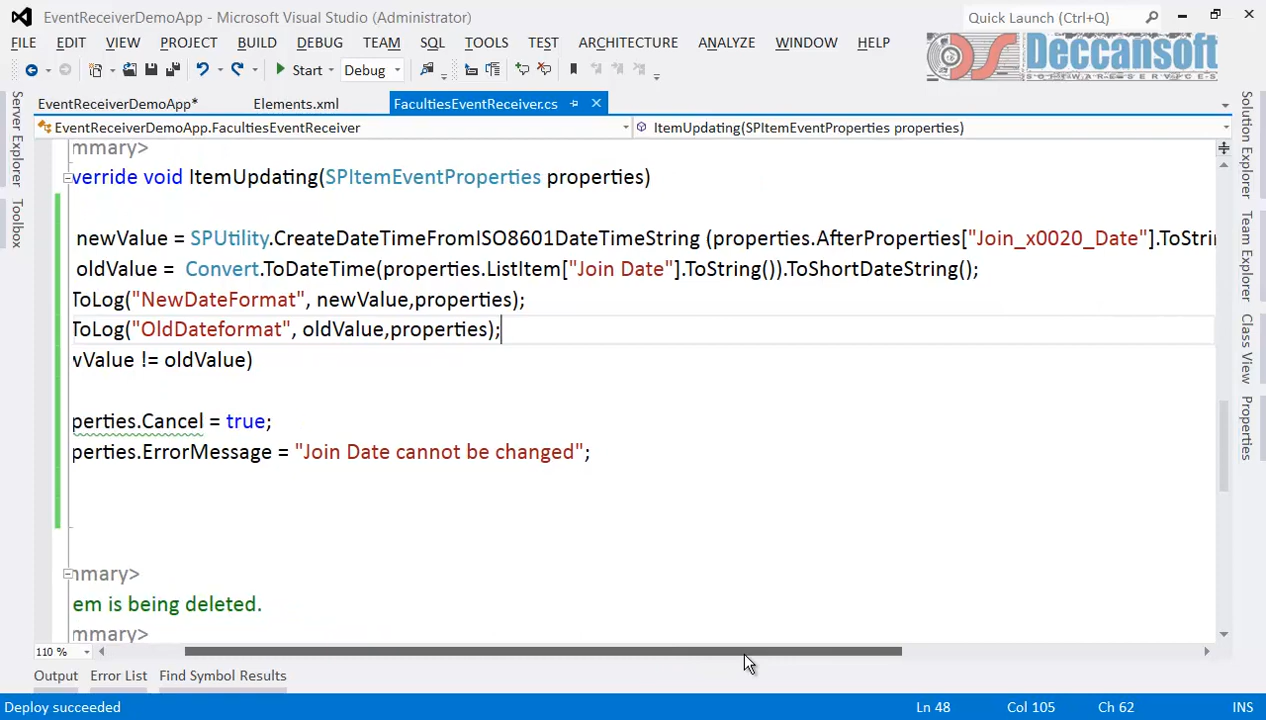 EventReceiverDemoApp - Microsoft Visual Studio (Administrator)
Quick Launch (Ctrl+Q)
FILE EDIT VIEW PROJECT BUILD DEBUG TEAM SQL TOOLS TEST ARCHITECTURE ANALYZE WINDOW HELP
DS Deccansoft
SOFTWARE SERVICES
Start Debug
EventReceiverDemoApp* Elements.xml FacultiesEventReceiver.cs
EventReceiverDemoApp.FacultiesEventReceiver ItemUpdating(SPItemEventProperties properties)
mmary>
verride void ItemUpdating(SPItemEventProperties properties)
newValue = SPUtility.CreateDateTimeFromISO8601DateTimeString (properties.AfterProperties["Join_x0020_Date"].ToStrin
oldValue = Convert.ToDateTime(properties.ListItem["Join Date"].ToString()).ToShortDateString();
ToLog("NewDateFormat", newValue,properties);
ToLog("OldDateformat", oldValue,properties);
vValue != oldValue)
perties.Cancel = true;
perties.ErrorMessage = "Join Date cannot be changed";
mmary>
em is being deleted.
mmary>
110 %
Output Error List Find Symbol Results
Deploy succeeded Ln 48 Col 105 Ch 62 INS
Server Explorer
Toolbox
Solution Explorer
Team Explorer
Class View
Properties